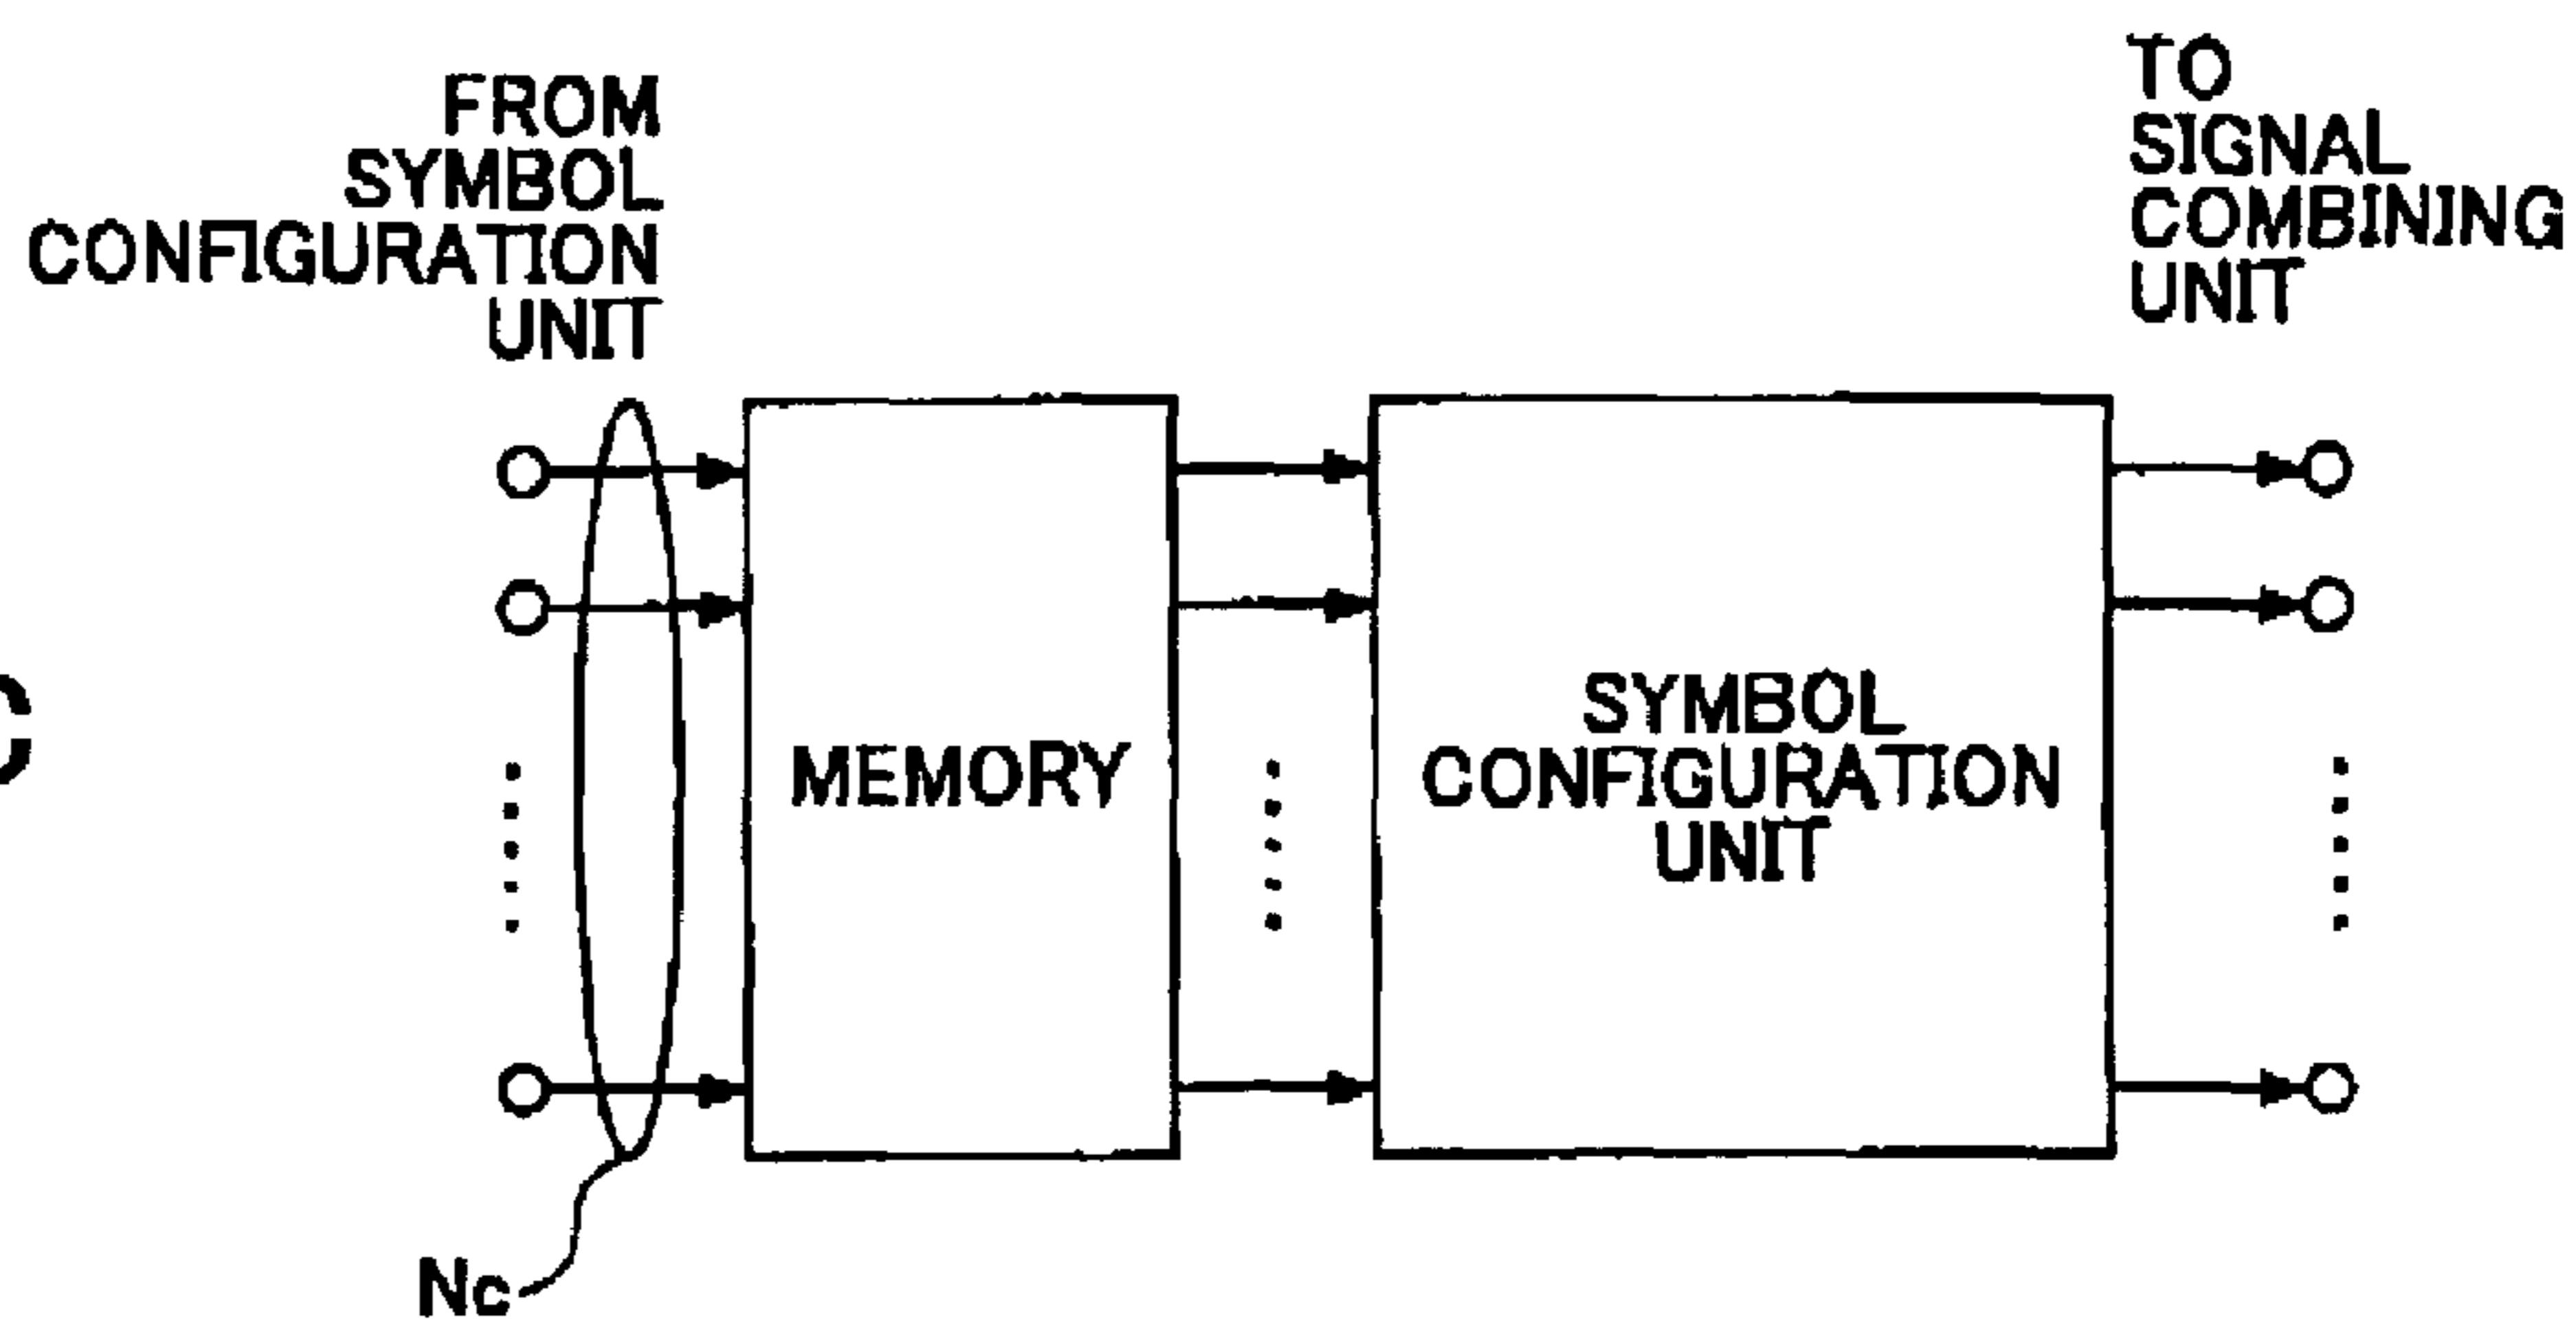 FROM
SYMBOL
CONFIGURATION
UNIT
TO
SIGNAL
COMBINING
UNIT
MEMORY
SYMBOL
CONFIGURATION
UNIT
Nc